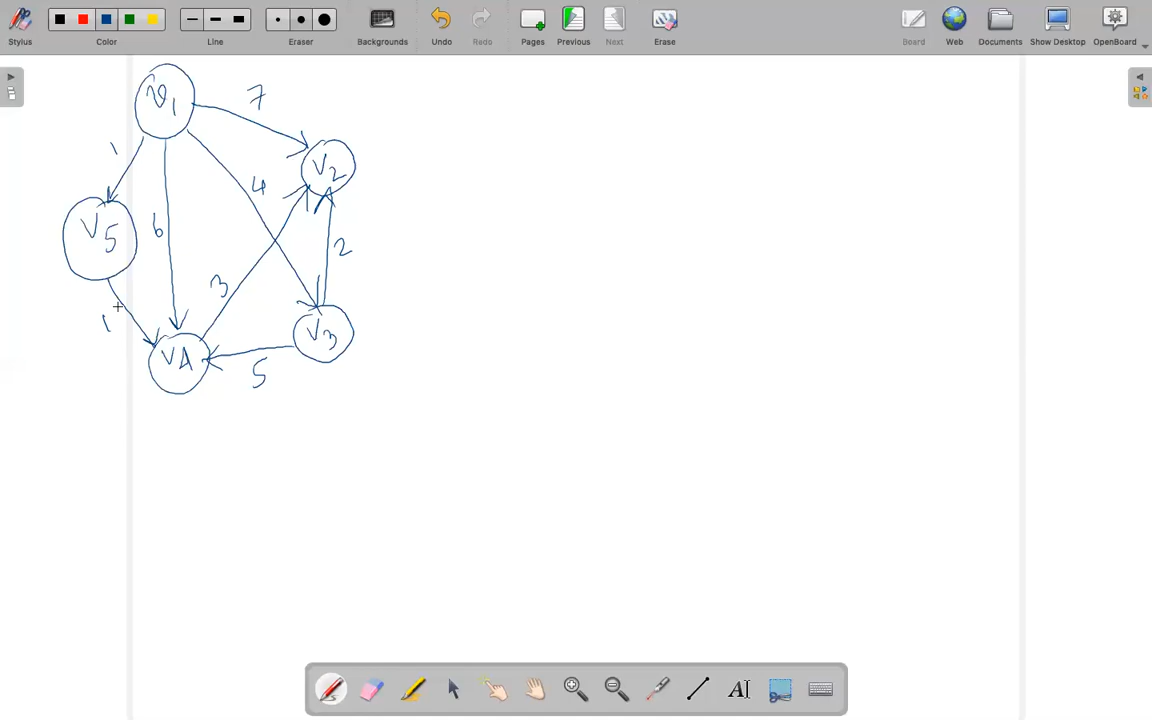 Stylus Color Line Eraser Backgrounds Undo Redo Pages Previous Next Erase Board Web Documents Show Desktop OpenBoard
v1
7
1
V2
4
V5
6
2
3
1
V3
V4
5